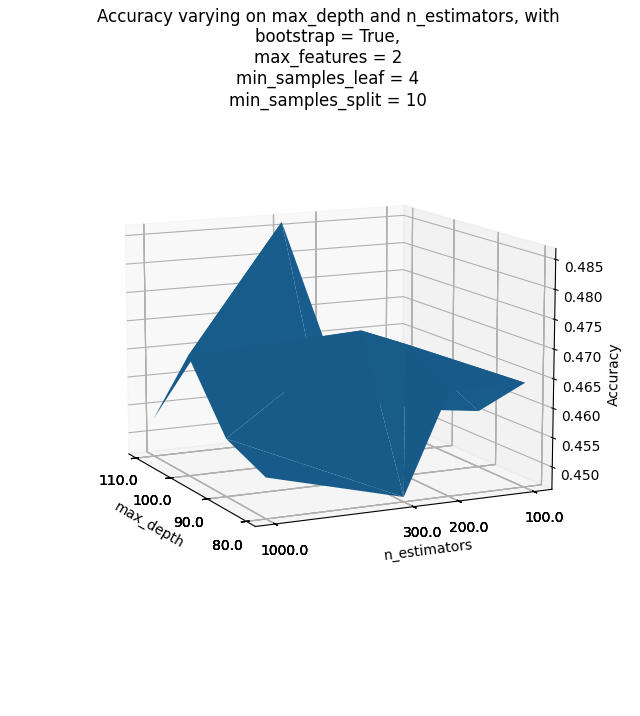 Accuracy varying on max_depth and n_estimators, with
bootstrap = True,
max_features = 2
min_samples_leaf = 4
min_samples_split = 10
0.485
0.480
0.475
0.470
0.465
0.460
0.455
0.450
Accuracy
110.0
100.0
90.0
80.0
max_depth
1000.0
300.0
200.0
100.0
n_estimators